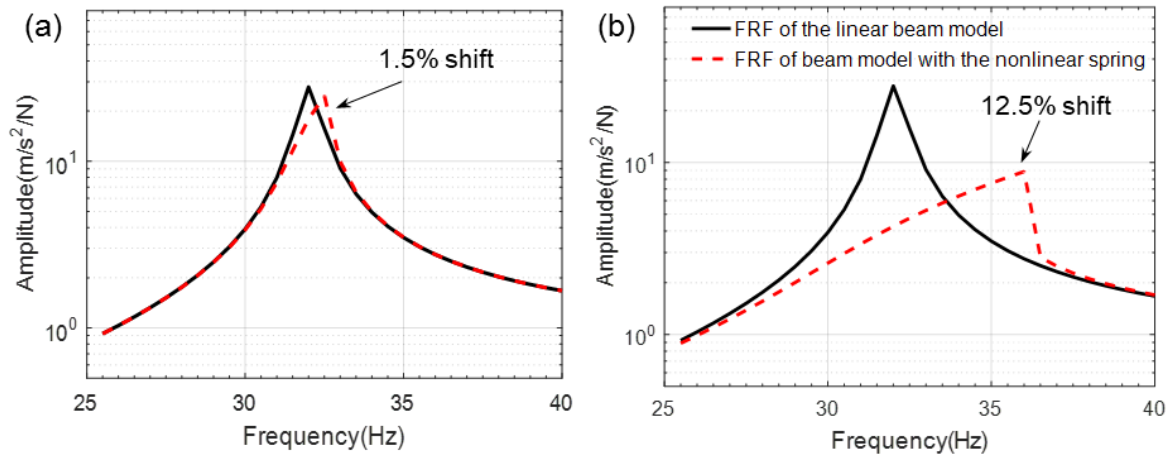 (a)
1.5% shift
Amplitude(m/s²/N)
10¹
10⁰
25
30
35
40
Frequency(Hz)
(b)
FRF of the linear beam model
FRF of beam model with the nonlinear spring
12.5% shift
Amplitude(m/s²/N)
10¹
10⁰
25
30
35
40
Frequency(Hz)